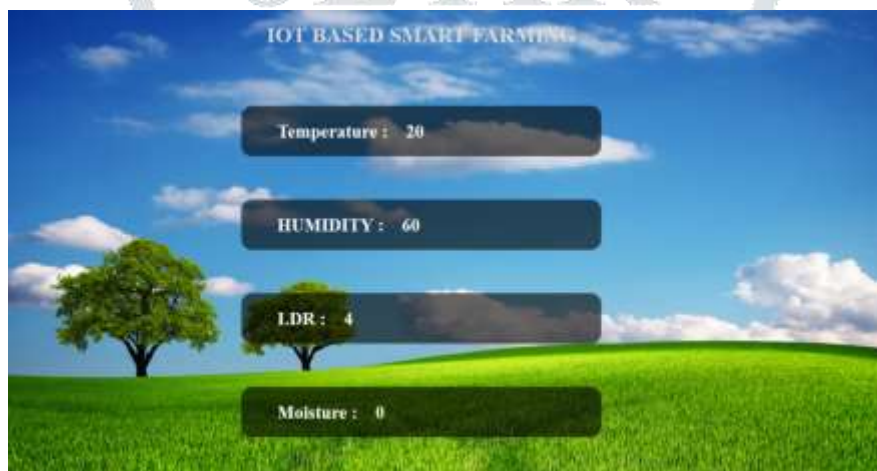 IOT BASED SMART FARMING
Temperature : 20
HUMIDITY : 60
LDR : 4
Moisture : 0